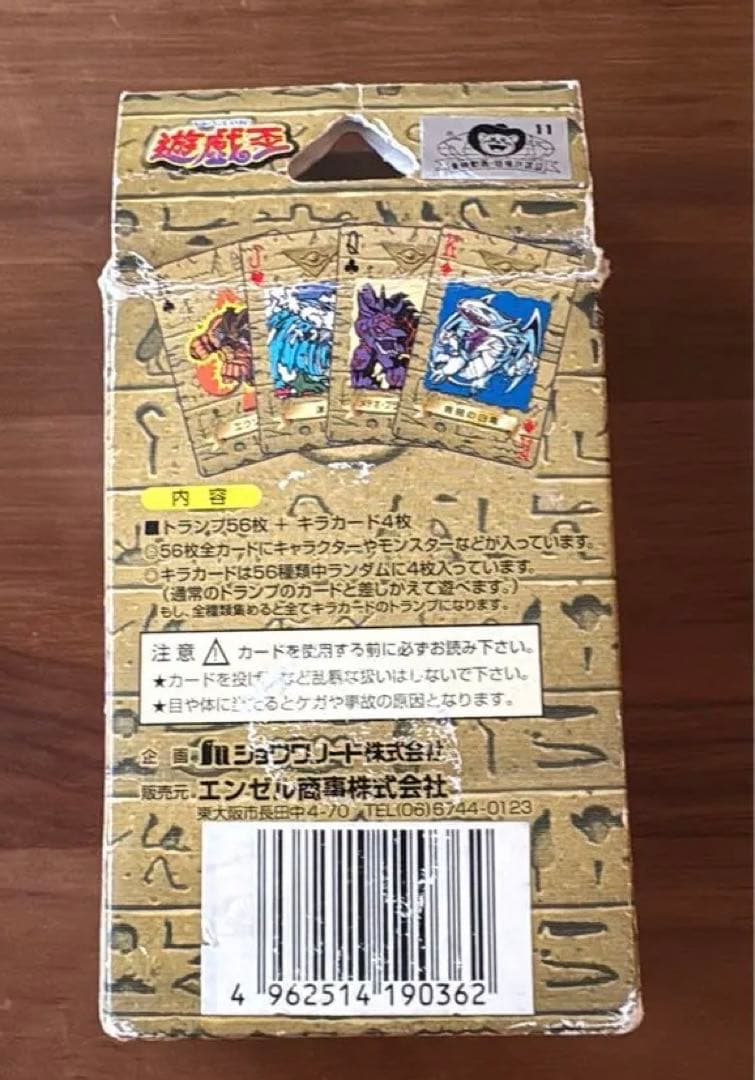 遊戯王
11
J
Q
K
青眼の白龍
内 容
■トランプ56枚 + キラカード4枚
◎56枚全カードにキャラクターやモンスターなどが入っています。
◎キラカードは56種類中ランダムに4枚入っています。
(通常のトランプのカードと差しかえて遊べます。)
もし、全種類集めると全てキラカードのトランプになります。
注意 ⚠ カードを使用する前に必ずお読み下さい。
★カードを投げ など乱暴な扱いはしないで下さい。
★目や体に当たるとケガや事故の原因となります。
企 画 ショウワノート株式会社
販売元 エンゼル商事株式会社
東大阪市長田中4-70 TEL(06)6744-0123
4 962514 190362